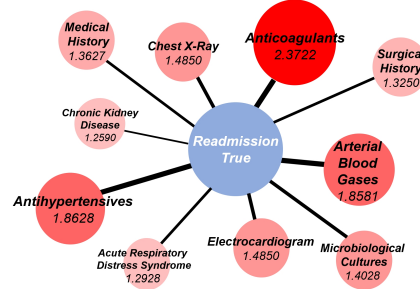 Medical
History
1.3627
Chest X-Ray
1.4850
Anticoagulants
2.3722
Surgical
History
1.3250
Chronic Kidney
Disease
1.2590
Readmission
True
Arterial
Blood
Gases
1.8581
Antihypertensives
1.8628
Acute Respiratory
Distress Syndrome
1.2928
Electrocardiogram
1.4850
Microbiological
Cultures
1.4028